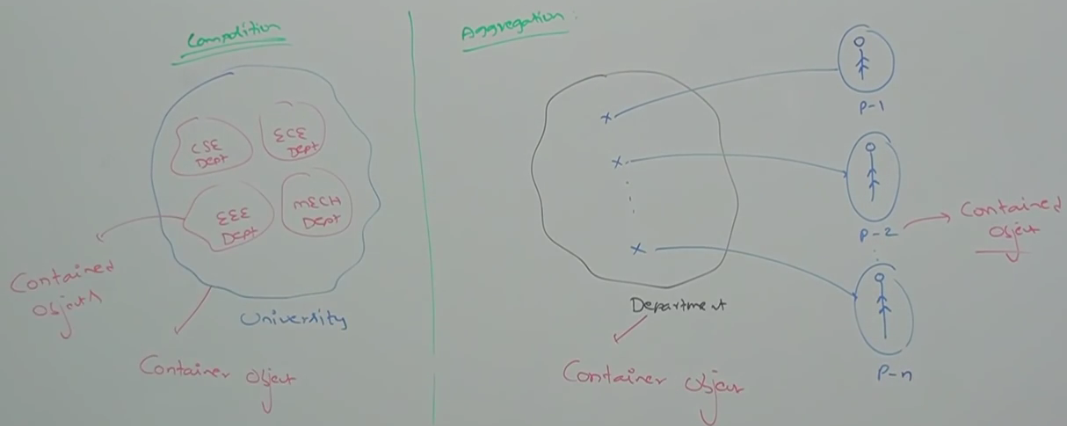 Composition
CSE
Dept
ECE
Dept
EEE
Dept
MECH
Dept
Contained
Objects
University
Container Object
Aggregation :
P-1
P-2
P-n
Contained
Object
Department
Container Object